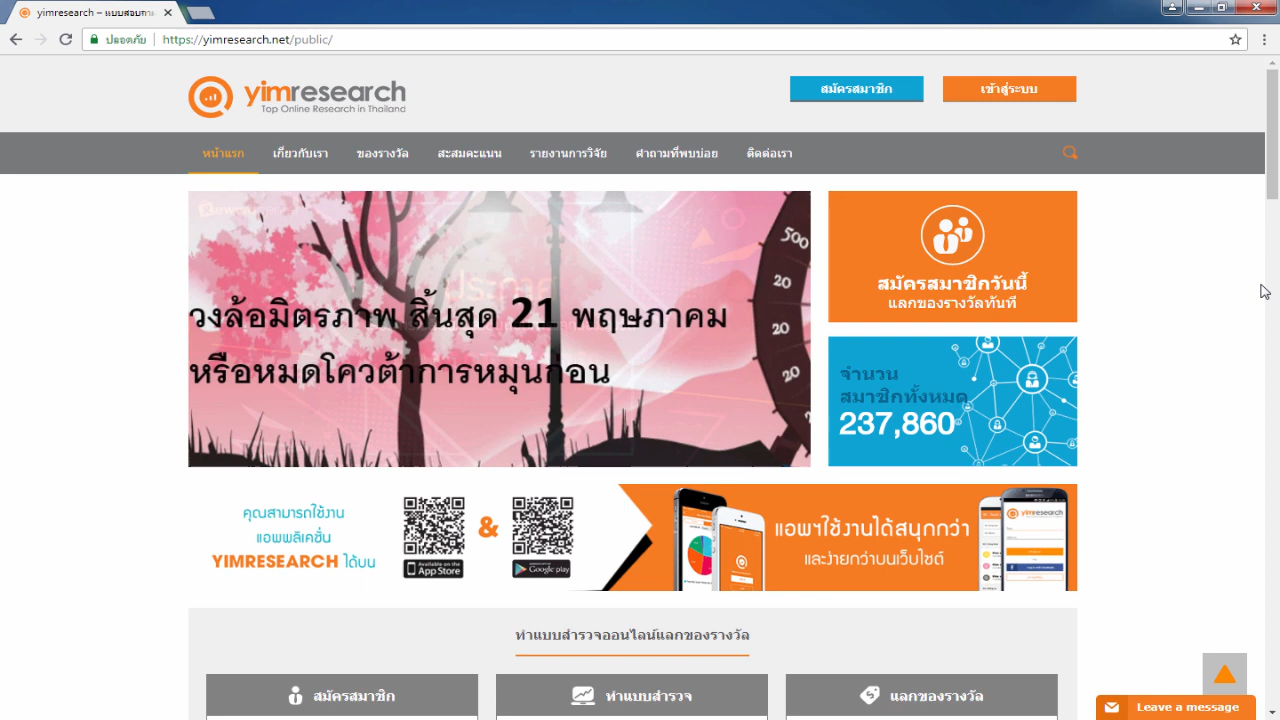 yimresearch – แบบสอบถาม
ปลอดภัย
https://yimresearch.net/public/
yimresearch
Top Online Research in Thailand
สมัครสมาชิก
เข้าสู่ระบบ
หน้าแรก
เกี่ยวกับเรา
ของรางวัล
สะสมคะแนน
รายงานการวิจัย
คำถามที่พบบ่อย
ติดต่อเรา
วงล้อมิตรภาพ สิ้นสุด 21 พฤษภาคม
หรือหมดโควต้าการหมุนก่อน
500
20
20
20
สมัครสมาชิกวันนี้
แลกของรางวัลทันที
จำนวน
สมาชิกทั้งหมด
237,860
คุณสามารถใช้งาน
แอพพลิเคชั่น
YIMRESEARCH ได้บน
Available on the
App Store
&
Google play
แอพฯใช้งานได้สนุกกว่า
และง่ายกว่าบนเว็บไซต์
yimresearch
ทำแบบสำรวจออนไลน์แลกของรางวัล
สมัครสมาชิก
ทำแบบสำรวจ
แลกของรางวัล
Leave a message